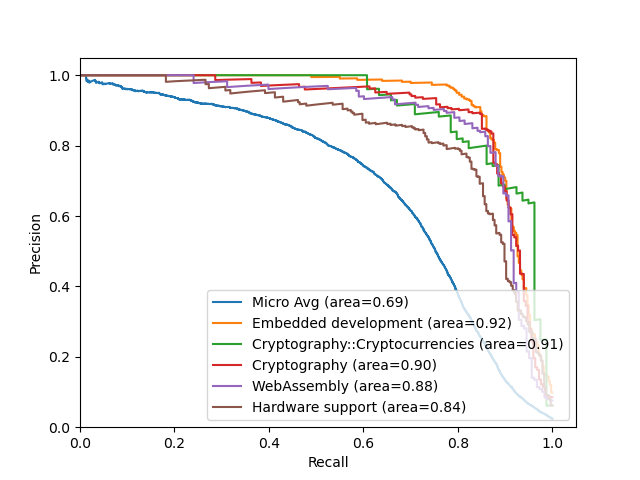 1.0
0.8
0.6
0.4
0.2
0.0
Precision
Micro Avg (area=0.69)
Embedded development (area=0.92)
Cryptography::Cryptocurrencies (area=0.91)
Cryptography (area=0.90)
WebAssembly (area=0.88)
Hardware support (area=0.84)
0.0 0.2 0.4 0.6 0.8 1.0
Recall